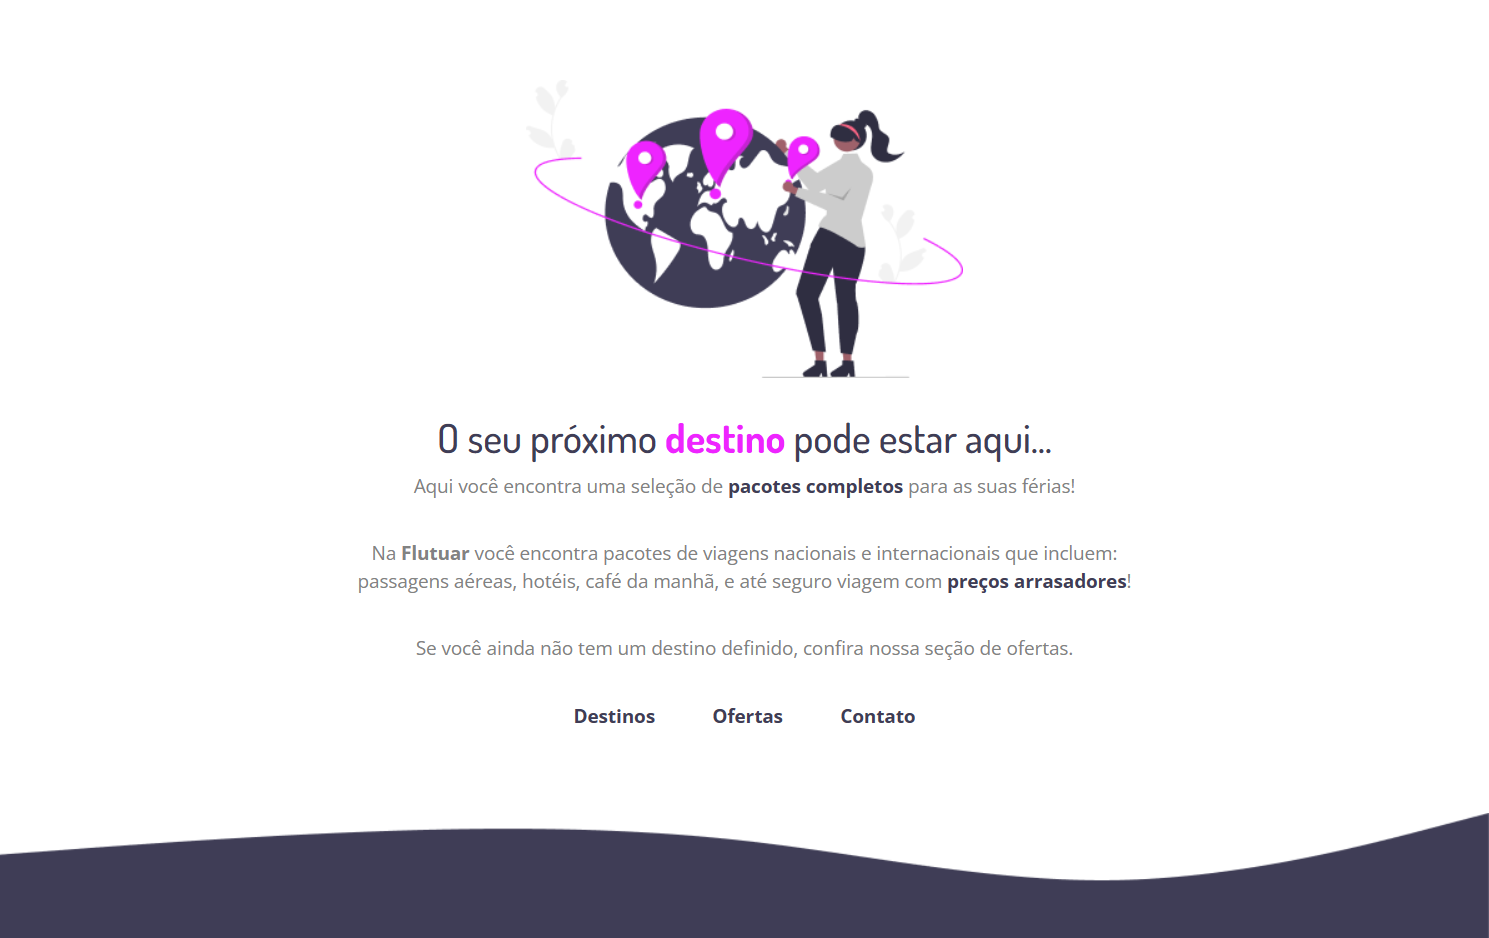 O seu próximo destino pode estar aqui...
Aqui você encontra uma seleção de pacotes completos para as suas férias!
Na Flutuar você encontra pacotes de viagens nacionais e internacionais que incluem:
passagens aéreas, hotéis, café da manhã, e até seguro viagem com preços arrasadores!
Se você ainda não tem um destino definido, confira nossa seção de ofertas.
Destinos Ofertas Contato